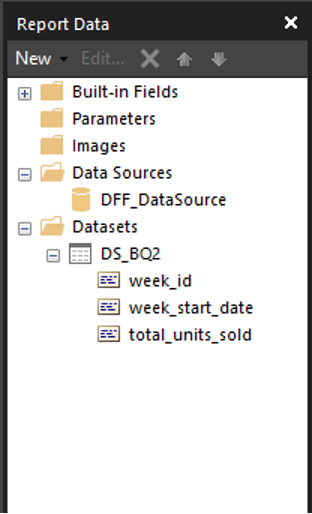 Report Data
New Edit...
Built-in Fields
Parameters
Images
Data Sources
DFF_DataSource
Datasets
DS_BQ2
week_id
week_start_date
total_units_sold